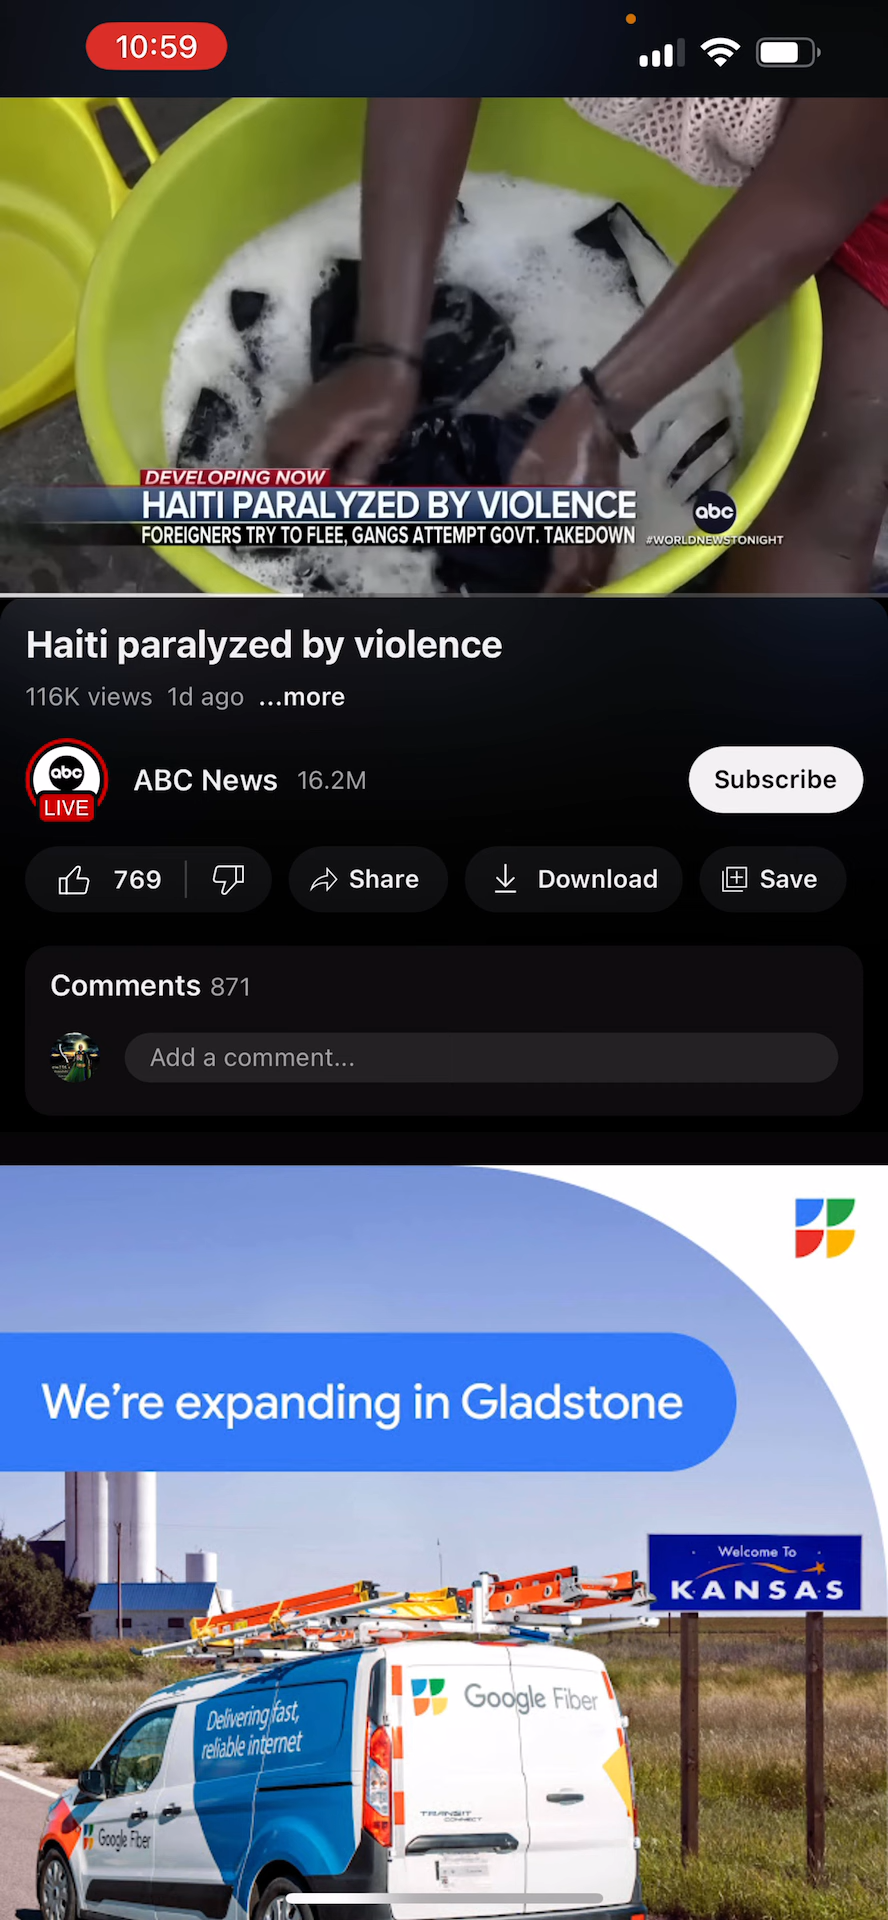 10:59
DEVELOPING NOW
HAITI PARALYZED BY VIOLENCE
FOREIGNERS TRY TO FLEE, GANGS ATTEMPT GOVT. TAKEDOWN
abc
#WORLDNEWSTONIGHT
Haiti paralyzed by violence
116K views 1d ago ...more
abc
LIVE
ABC News 16.2M
Subscribe
769
Share
Download
Save
Comments 871
Add a comment...
We're expanding in Gladstone
Welcome To
KANSAS
Google Fiber
Delivering fast,
reliable internet
TRANSIT
CONNECT
Google Fiber